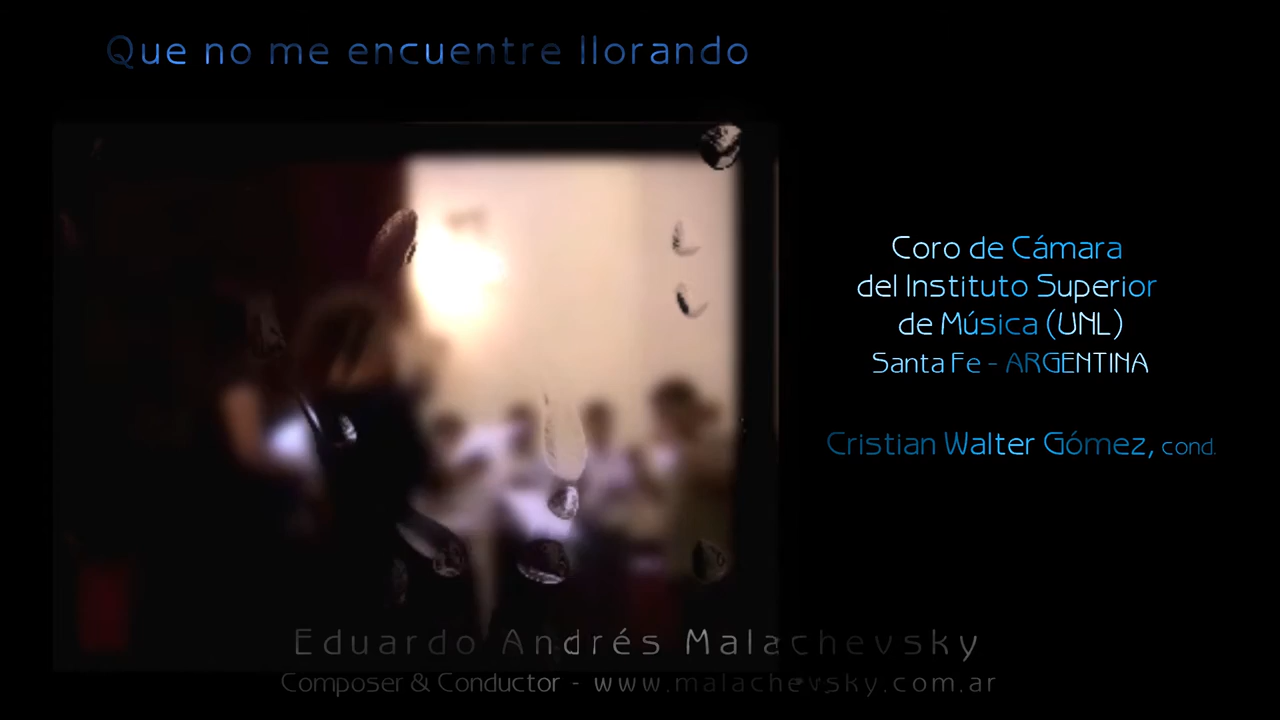 Que no me encuentre llorando
Coro de Cámara
del Instituto Superior
de Música (UNL)
Santa Fe - ARGENTINA
Cristian Walter Gómez, cond.
Eduardo Andrés Malachevsky
Composer & Conductor - www.malachevsky.com.ar